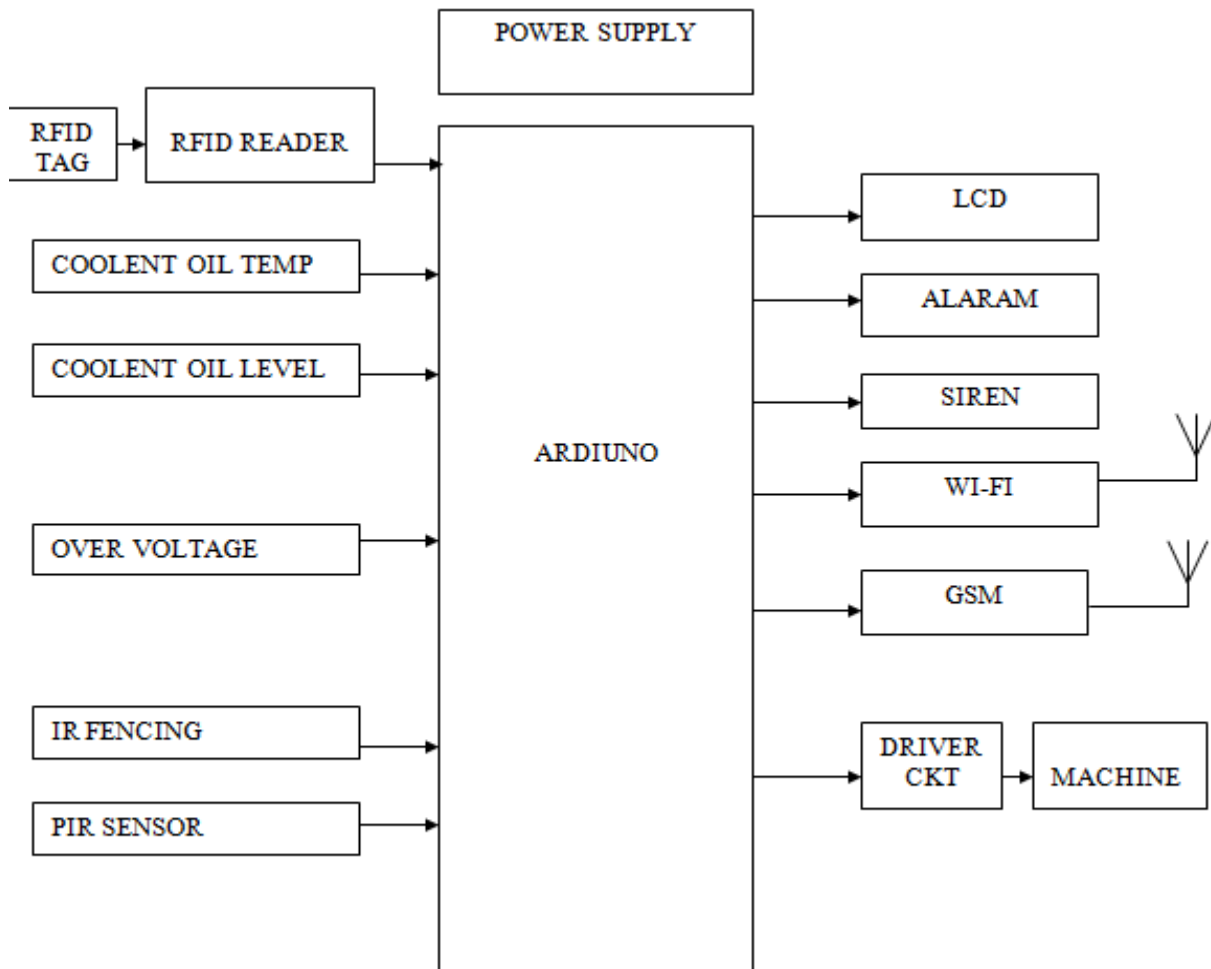 POWER SUPPLY
RFID
TAG
RFID READER
COOLENT OIL TEMP
COOLENT OIL LEVEL
OVER VOLTAGE
IR FENCING
PIR SENSOR
ARDIUNO
LCD
ALARAM
SIREN
WI-FI
GSM
DRIVER
CKT
MACHINE